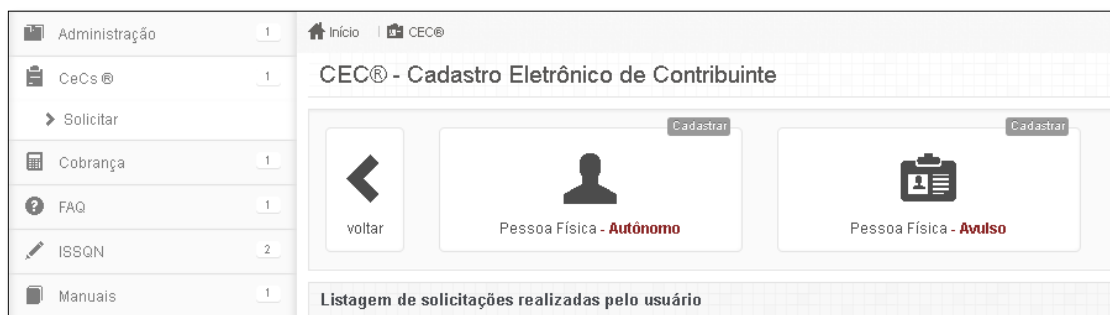 Administração 1
CeCs ® 1
Solicitar
Cobrança 1
FAQ 1
ISSQN 2
Manuais 1
Início | CEC®
CEC® - Cadastro Eletrônico de Contribuinte
voltar
Cadastrar
Pessoa Física - Autônomo
Cadastrar
Pessoa Física - Avulso
Listagem de solicitações realizadas pelo usuário